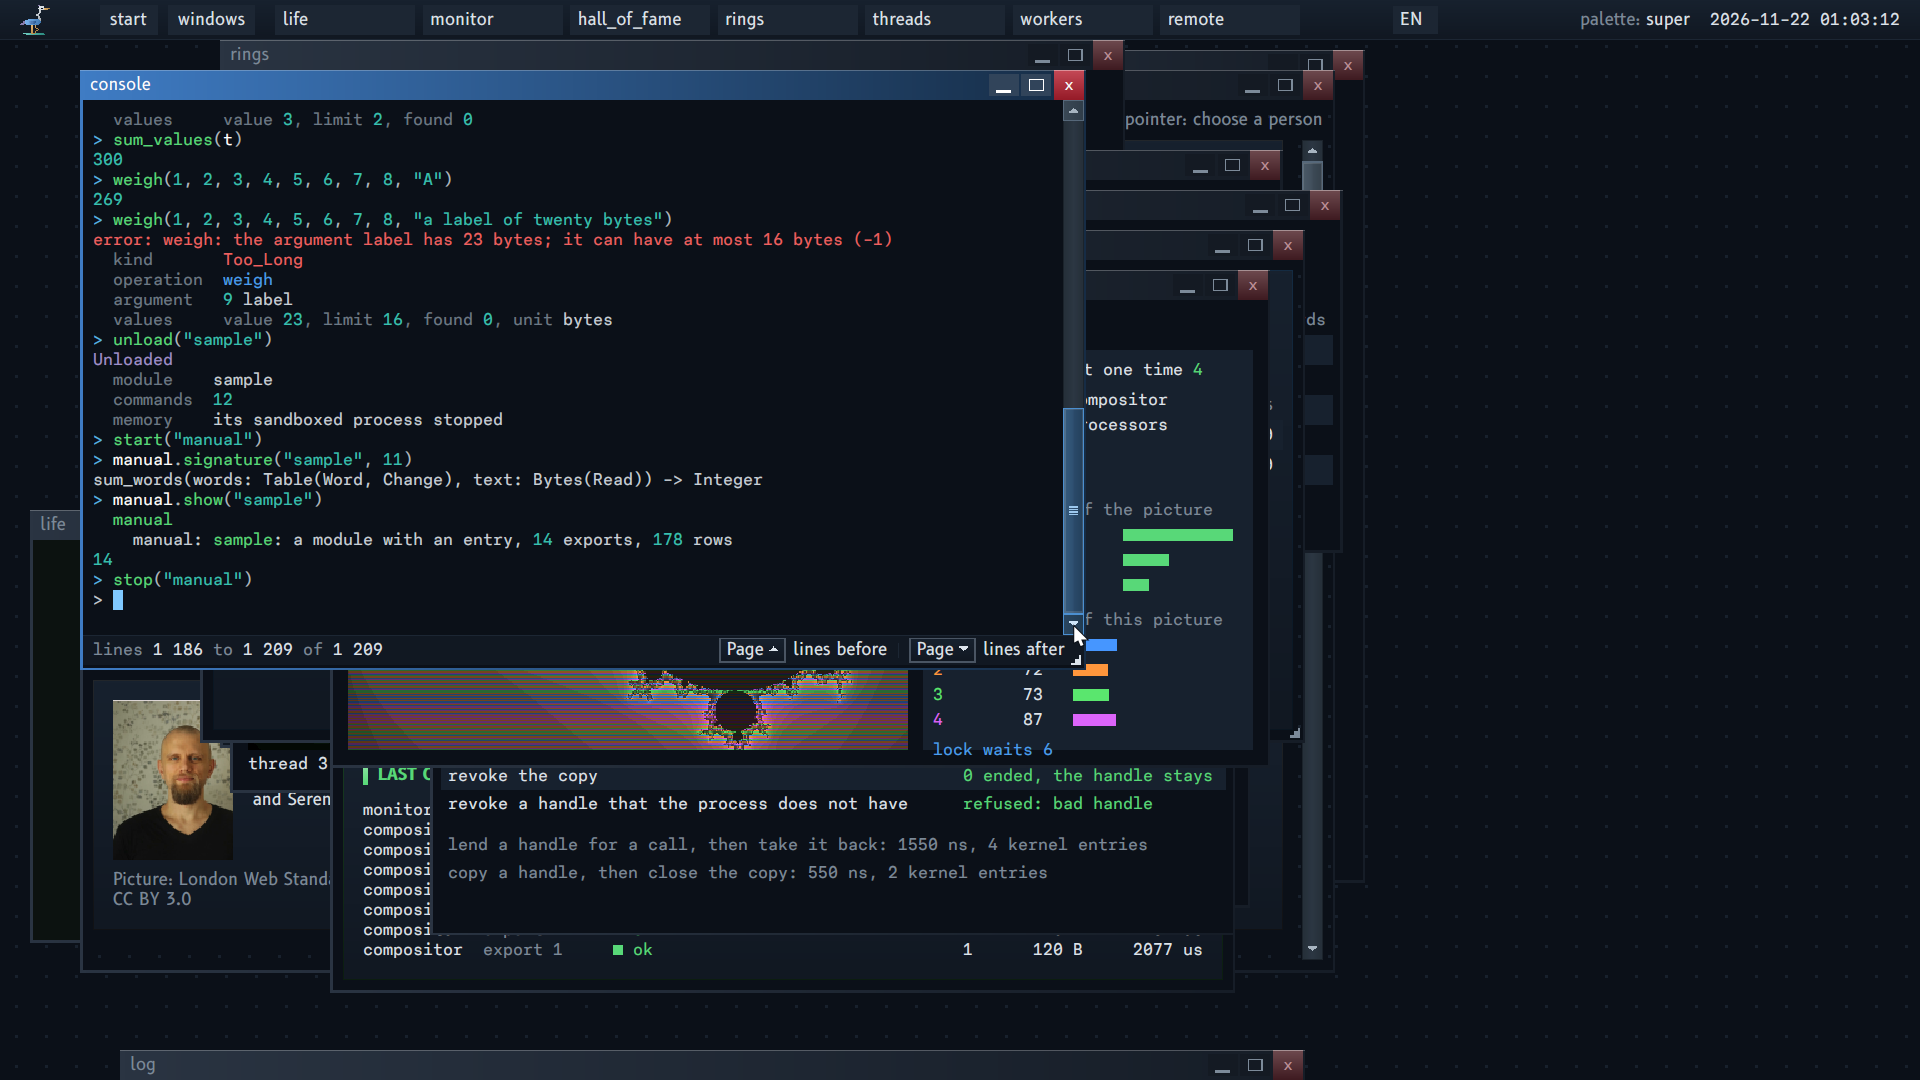 start windows life monitor hall_of_fame rings threads workers remote EN palette: super 2026-11-22 01:03:12
rings
x
x
console
x
x
values value 3, limit 2, found 0
pointer: choose a person
> sum_values(t)
300
> weigh(1, 2, 3, 4, 5, 6, 7, 8, "A")
x
269
x
> weigh(1, 2, 3, 4, 5, 6, 7, 8, "a label of twenty bytes")
error: weigh: the argument label has 23 bytes; it can have at most 16 bytes (-1)
x
kind Too_Long
operation weigh
x
argument 9 label
values value 23, limit 16, found 0, unit bytes
ds
> unload("sample")
Unloaded
t one time 4
module sample
commands 12
mpositor
memory its sandboxed process stopped
ocessors
> start("manual")
> manual.signature("sample", 11)
sum_words(words: Table(Word, Change), text: Bytes(Read)) -> Integer
> manual.show("sample")
f the picture
manual
life
manual: sample: a module with an entry, 14 exports, 178 rows
14
> stop("manual")
>
f this picture
lines 1 186 to 1 209 of 1 209 Page lines before Page lines after
2 72
3 73
4 87
lock waits 6
thread 3
LAST C
revoke the copy 0 ended, the handle stays
and Seren
revoke a handle that the process does not have refused: bad handle
monitor
composi
lend a handle for a call, then take it back: 1550 ns, 4 kernel entries
composi
copy a handle, then close the copy: 550 ns, 2 kernel entries
composi
Picture: London Web Standa
composi
CC BY 3.0
composi
composi
compositor export 1 ok 1 120 B 2077 us
log
x